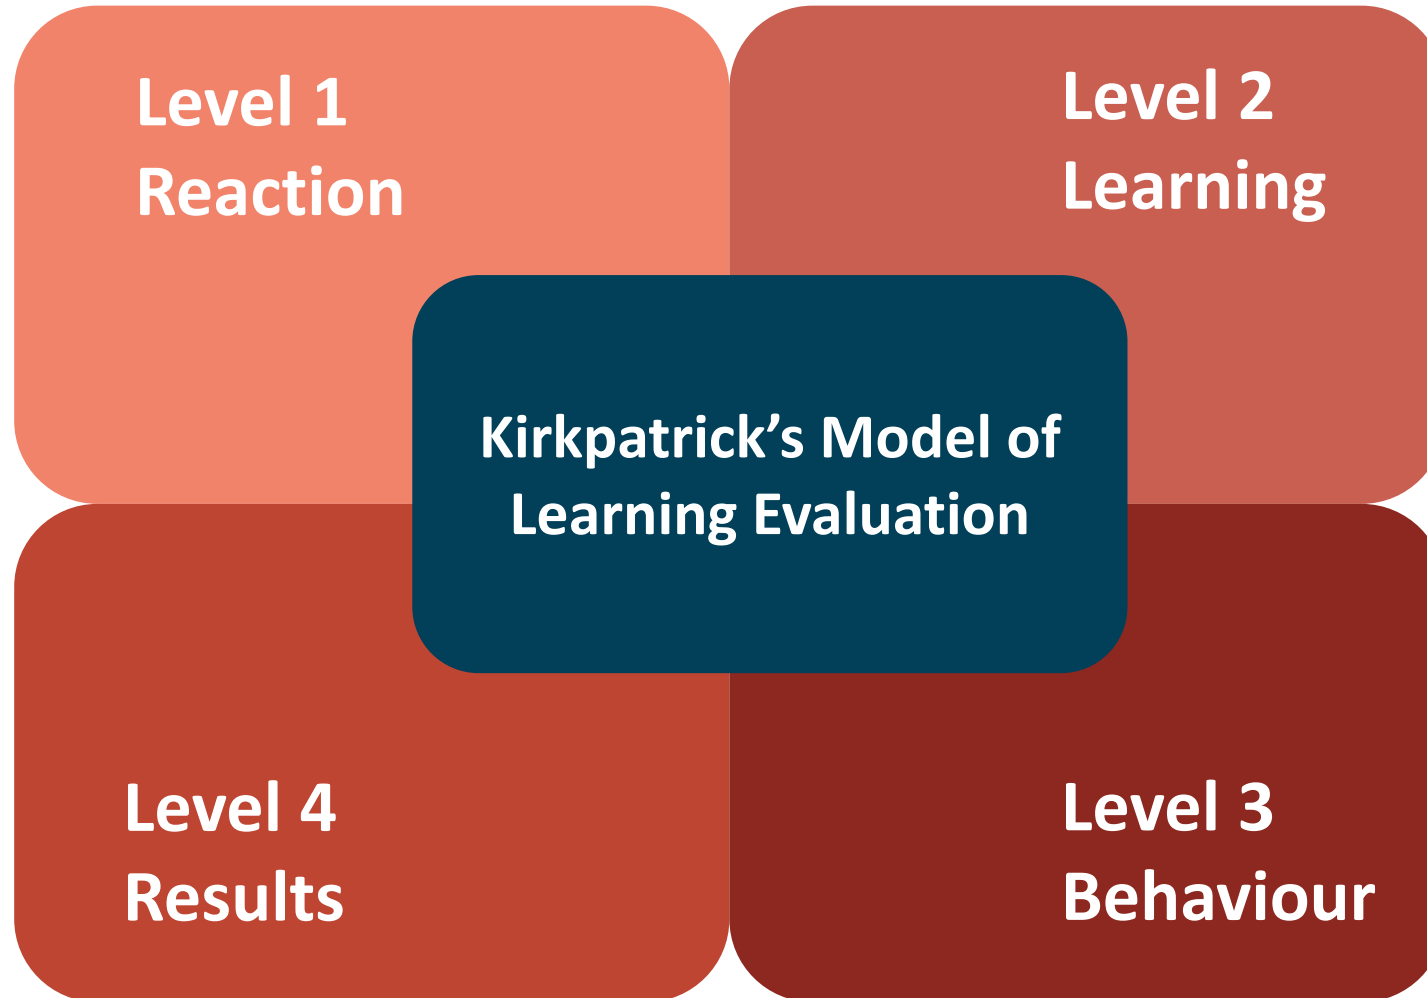 Level 1
Reaction
Level 2
Learning
Kirkpatrick’s Model of
Learning Evaluation
Level 4
Results
Level 3
Behaviour